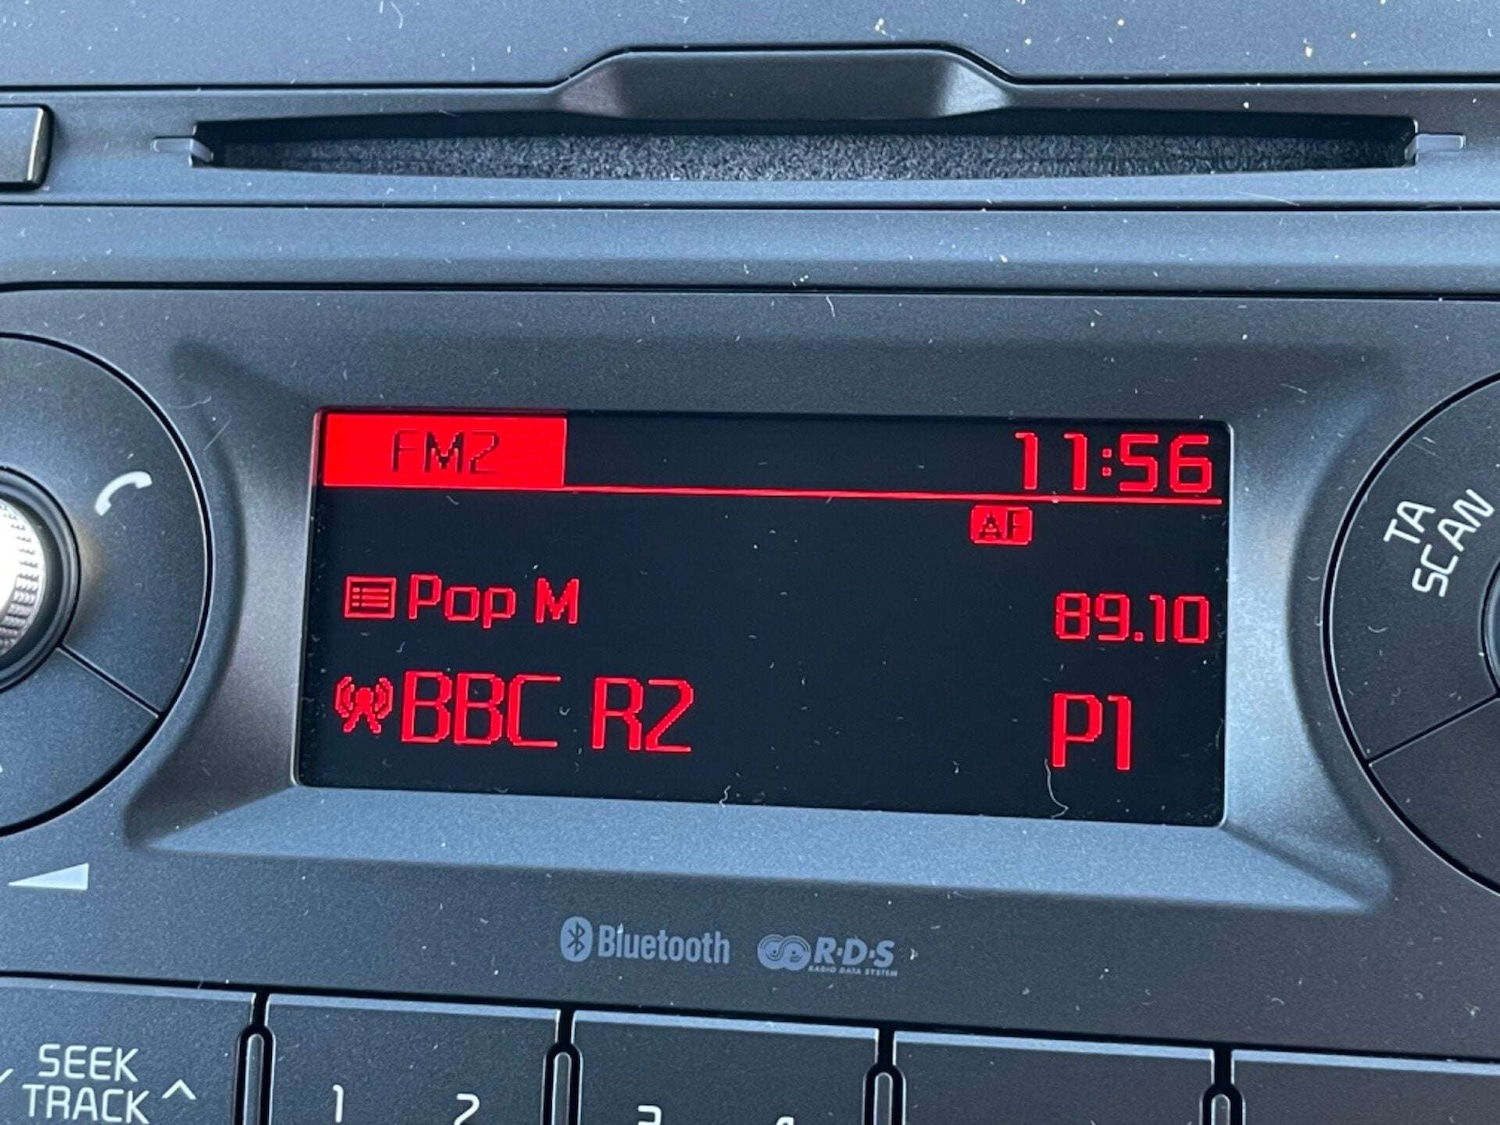 FM2 11:56
AF
Pop M 89.10
BBC R2 P1
TA
SCAN
Bluetooth R·D·S
RADIO DATA SYSTEM
SEEK
TRACK
1 2 3